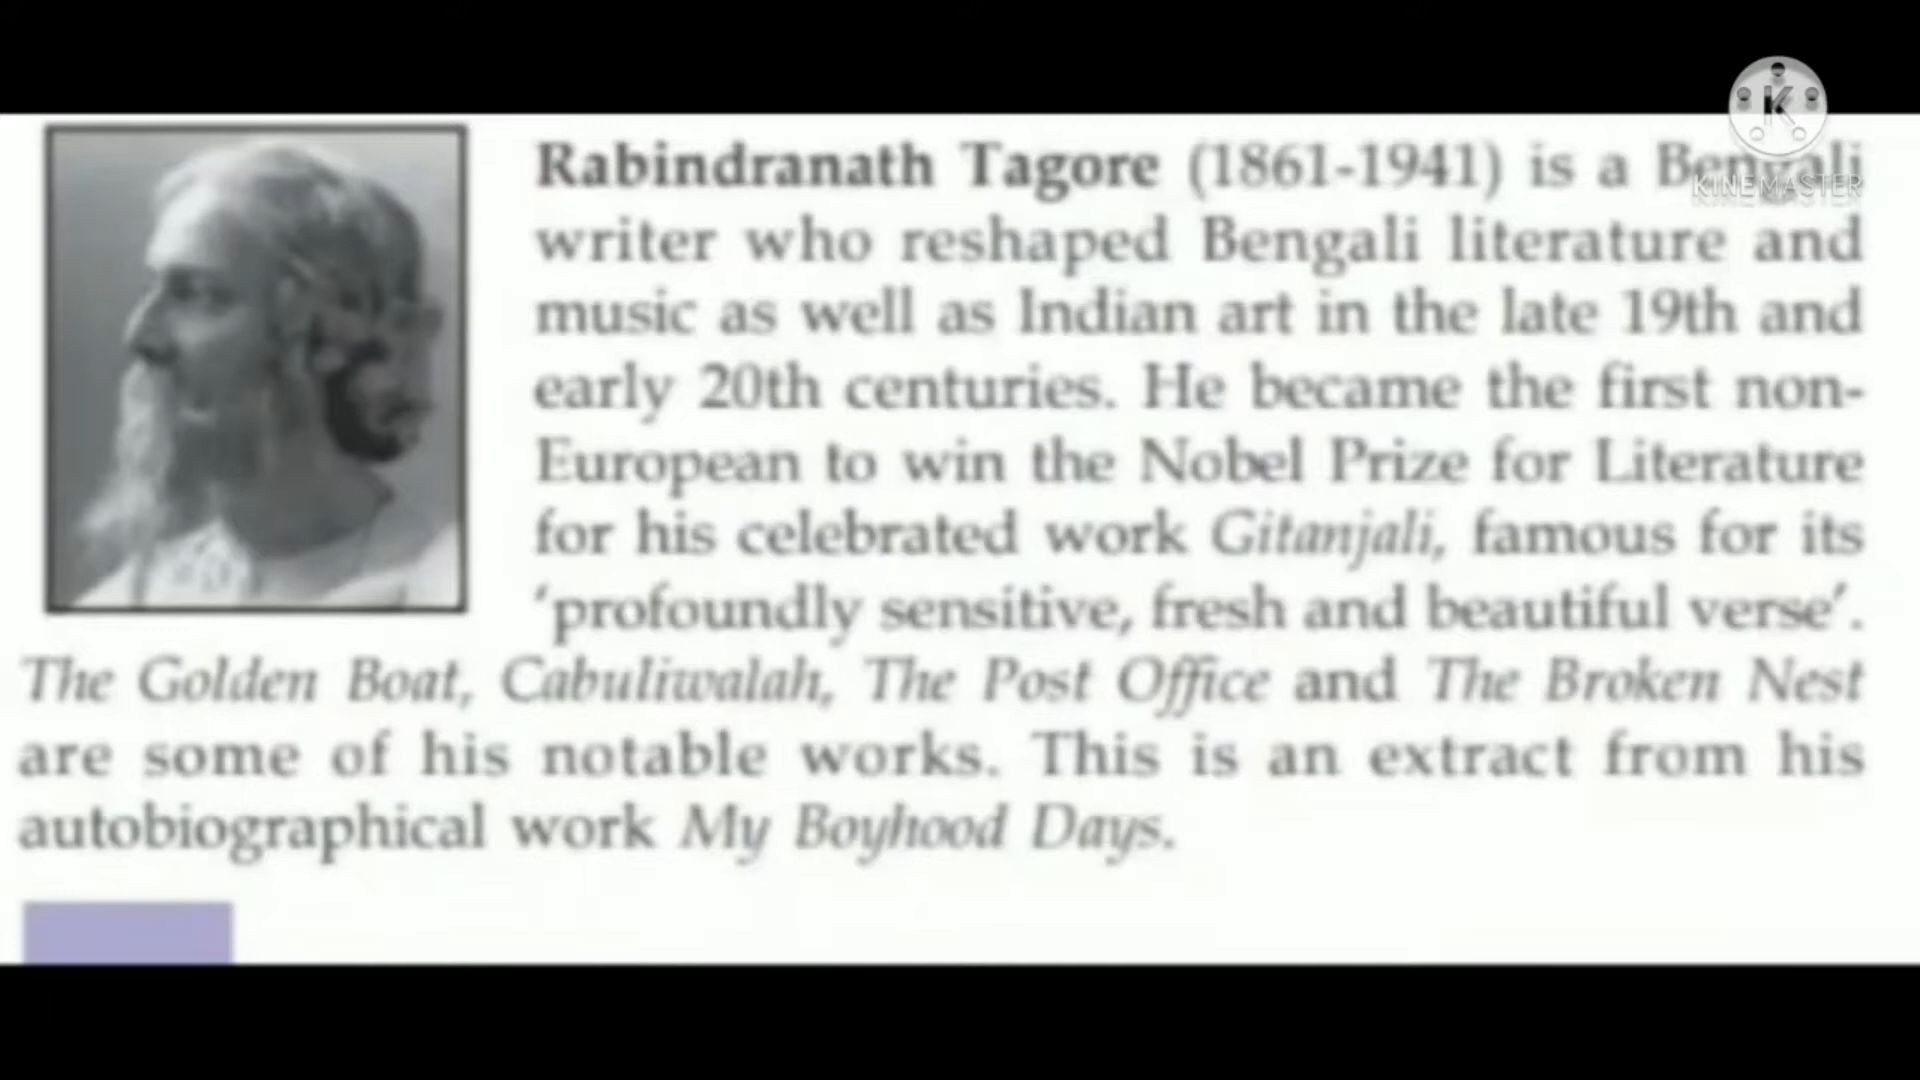 Rabindranath Tagore (1861-1941) is a Bengali
writer who reshaped Bengali literature and
music as well as Indian art in the late 19th and
early 20th centuries. He became the first non-
European to win the Nobel Prize for Literature
for his celebrated work Gitanjali, famous for its
‘profoundly sensitive, fresh and beautiful verse’.
The Golden Boat, Cabuliwalah, The Post Office and The Broken Nest
are some of his notable works. This is an extract from his
autobiographical work My Boyhood Days.
K
KINEMASTER